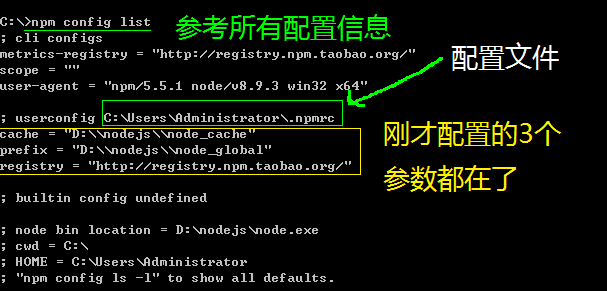 C:\>npm config list
参考所有配置信息
; cli configs
metrics-registry = "http://registry.npm.taobao.org/"
scope = ""
user-agent = "npm/5.5.1 node/v8.9.3 win32 x64"
配置文件
; userconfig C:\Users\Administrator\.npmrc
cache = "D:\\nodejs\\node_cache"
prefix = "D:\\nodejs\\node_global"
registry = "http://registry.npm.taobao.org/"
刚才配置的3个
参数都在了
; builtin config undefined
; node bin location = D:\nodejs\node.exe
; cwd = C:\
; HOME = C:\Users\Administrator
; "npm config ls -l" to show all defaults.